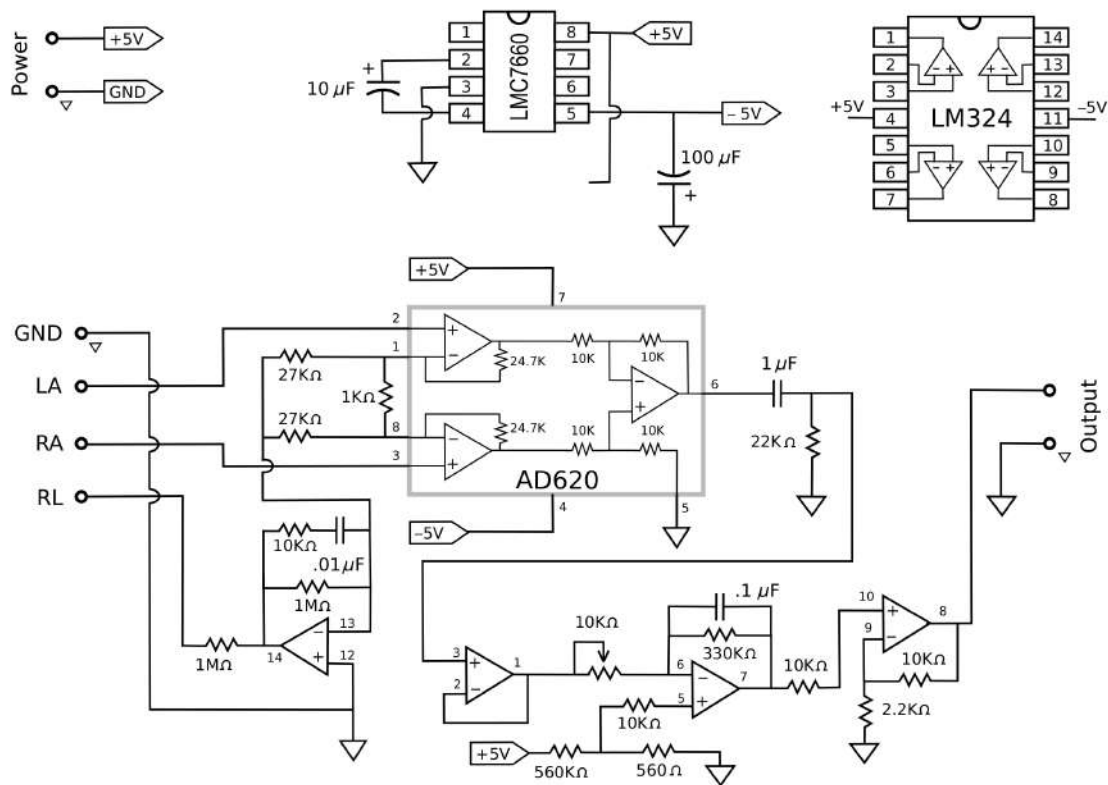 Power
+5V
GND
10 µF
+
1
2
3
4
LMC7660
8
7
6
5
+5V
– 5V
100 µF
+
1
2
3
4
5
6
7
+5V
LM324
14
13
12
11
10
9
8
–5V
– +
+ –
– +
+ –
GND
LA
RA
RL
+5V
7
2
1
8
3
27KΩ
27KΩ
1KΩ
+
–
24.7K
–
+
24.7K
10K
10K
10K
10K
–
+
6
AD620
4
5
–5V
1 µF
22KΩ
Output
10KΩ
.01µF
1MΩ
1MΩ
14
–
+
13
12
3
2
+
–
1
10KΩ
.1 µF
330KΩ
6
5
–
+
7
10KΩ
+5V
560KΩ
560Ω
10KΩ
10
9
+
–
8
10KΩ
2.2KΩ